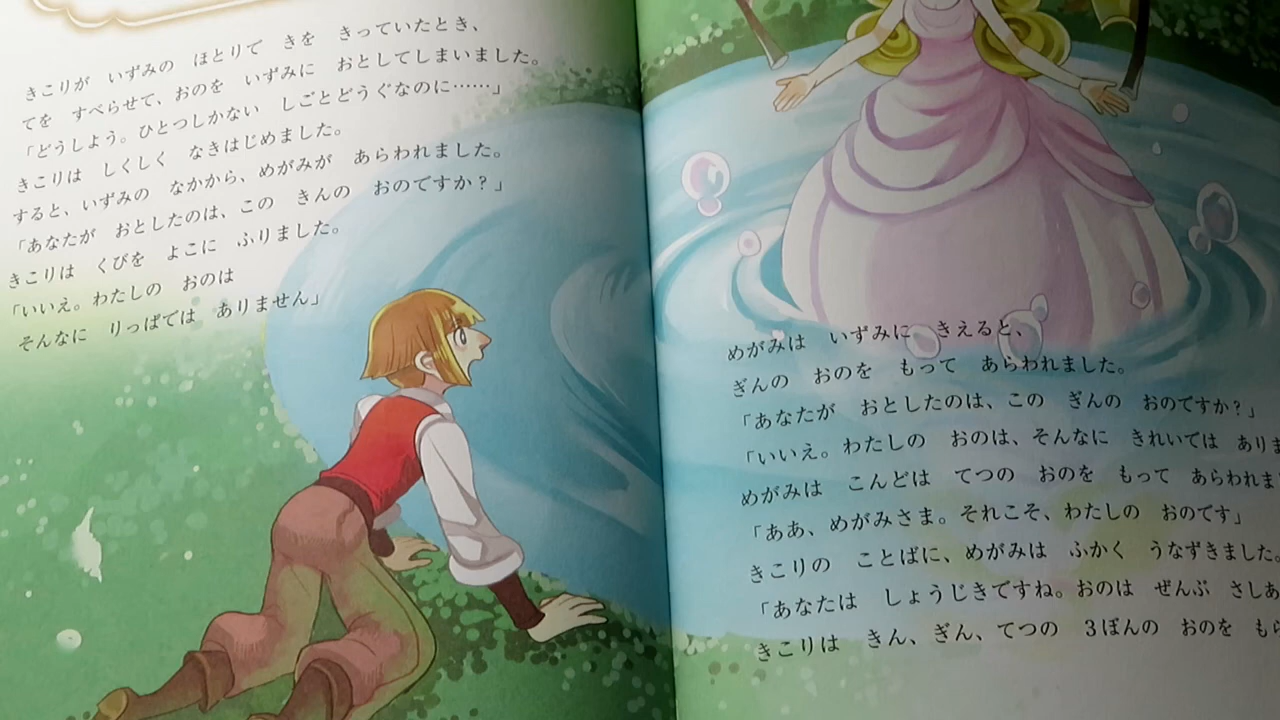 きこりが　いずみの　ほとりで　きを　きっていたとき、
てを　すべらせて、おのを　いずみに　おとしてしまいました。
「どうしよう。ひとつしかない　しごとどうぐなのに……」
きこりは　しくしく　なきはじめました。
すると、いずみの　なかから、めがみが　あらわれました。
「あなたが　おとしたのは、この　きんの　おのですか？」
きこりは　くびを　よこに　ふりました。
「いいえ。わたしの　おのは
そんなに　りっぱでは　ありません」
めがみは　いずみに　きえると、
ぎんの　おのを　もって　あらわれました。
「あなたが　おとしたのは、この　ぎんの　おのですか？」
「いいえ。わたしの　おのは、そんなに　きれいでは　ありま
めがみは　こんどは　てつの　おのを　もって　あらわれま
「ああ、めがみさま。それこそ、わたしの　おのです」
きこりの　ことばに、めがみは　ふかく　うなずきました。
「あなたは　しょうじきですね。おのは　ぜんぶ　さしあ
きこりは　きん、ぎん、てつの　３ぼんの　おのを　もら